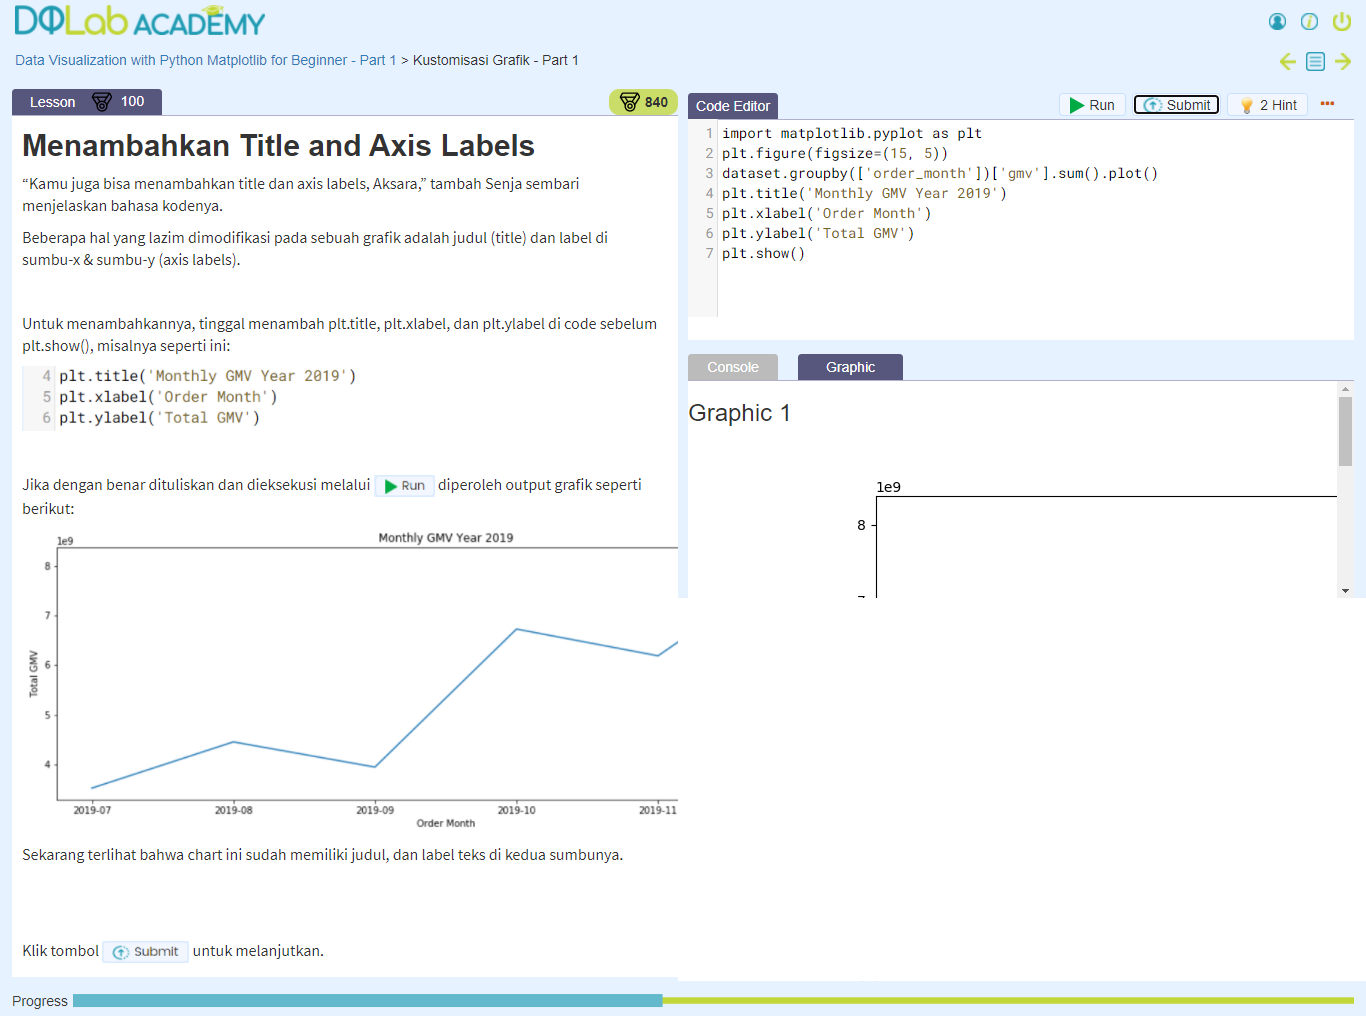 DQLab ACADEMY
Data Visualization with Python Matplotlib for Beginner - Part 1 > Kustomisasi Grafik - Part 1
Lesson 100
840
Menambahkan Title and Axis Labels
“Kamu juga bisa menambahkan title dan axis labels, Aksara,” tambah Senja sembari
menjelaskan bahasa kodenya.
Beberapa hal yang lazim dimodifikasi pada sebuah grafik adalah judul (title) dan label di
sumbu-x & sumbu-y (axis labels).
Untuk menambahkannya, tinggal menambah plt.title, plt.xlabel, dan plt.ylabel di code sebelum
plt.show(), misalnya seperti ini:
4 plt.title('Monthly GMV Year 2019')
5 plt.xlabel('Order Month')
6 plt.ylabel('Total GMV')
Jika dengan benar dituliskan dan dieksekusi melalui Run diperoleh output grafik seperti
berikut:
Monthly GMV Year 2019
1e9
8
7
6
5
4
Total GMV
2019-07 2019-08 2019-09 2019-10 2019-11
Order Month
Sekarang terlihat bahwa chart ini sudah memiliki judul, dan label teks di kedua sumbunya.
Klik tombol Submit untuk melanjutkan.
Code Editor
Run Submit 2 Hint
1 import matplotlib.pyplot as plt
2 plt.figure(figsize=(15, 5))
3 dataset.groupby(['order_month'])['gmv'].sum().plot()
4 plt.title('Monthly GMV Year 2019')
5 plt.xlabel('Order Month')
6 plt.ylabel('Total GMV')
7 plt.show()
Console Graphic
Graphic 1
1e9
8
Progress